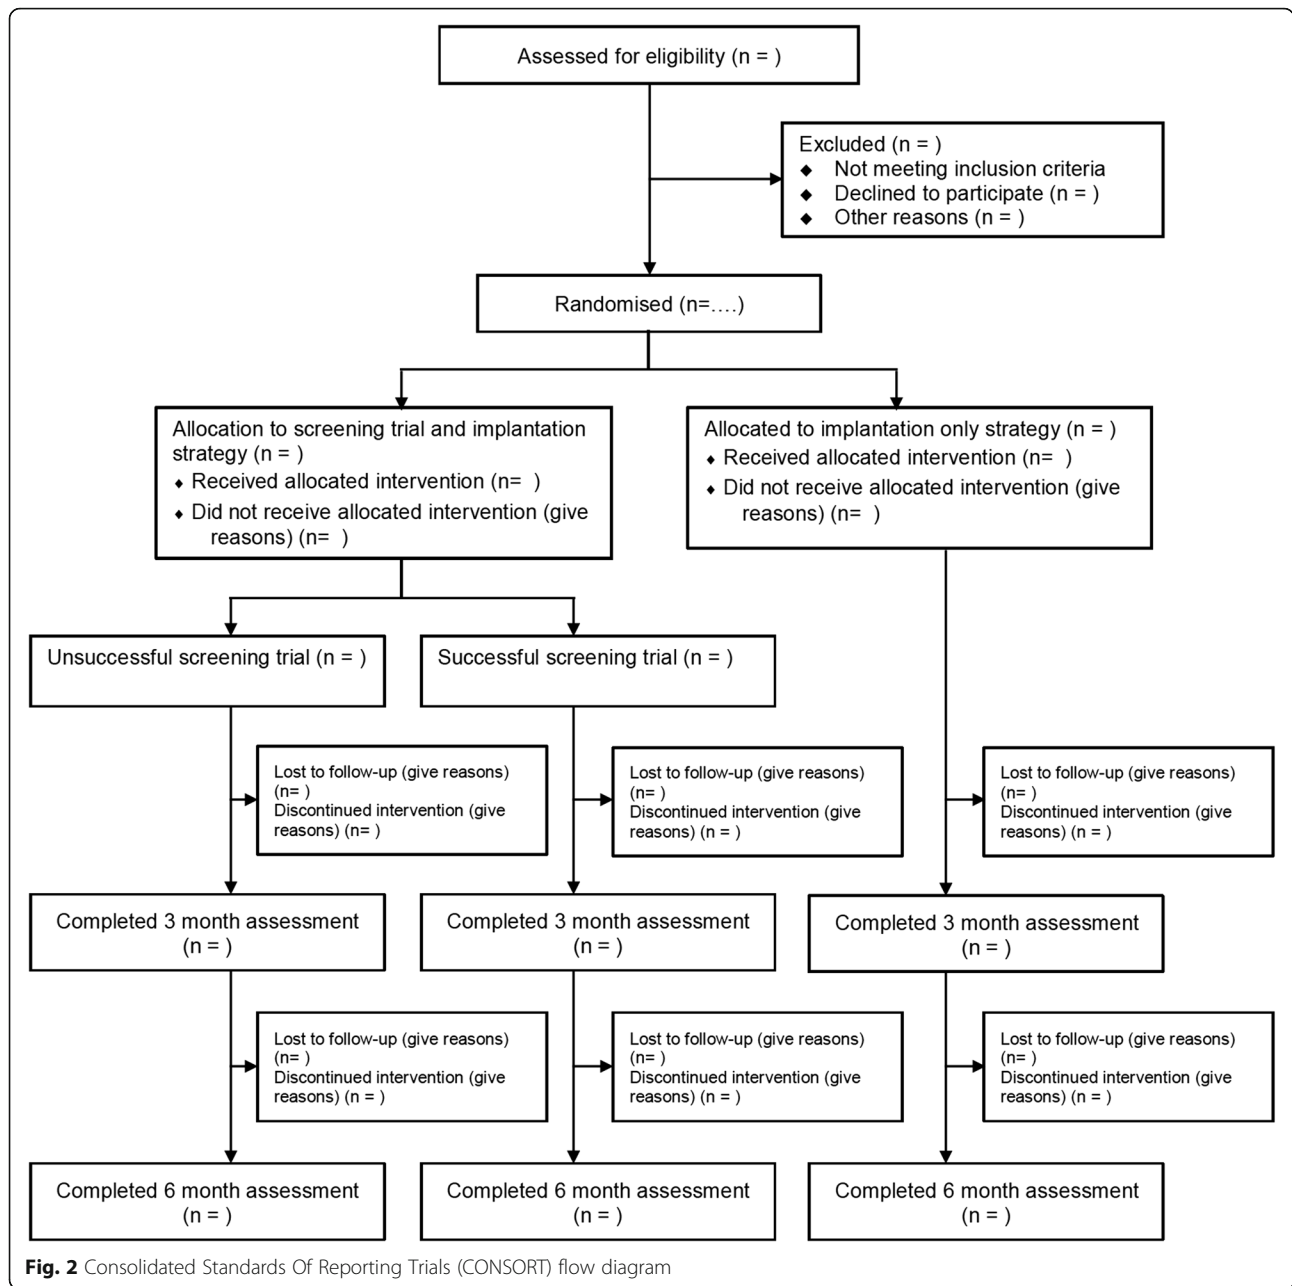 Assessed for eligibility (n = )
Excluded (n = )
◆ Not meeting inclusion criteria
◆ Declined to participate (n = )
◆ Other reasons (n = )
Randomised (n=....)
Allocation to screening trial and implantation
strategy (n = )
♦ Received allocated intervention (n= )
♦ Did not receive allocated intervention (give
reasons) (n= )
Allocated to implantation only strategy (n = )
♦ Received allocated intervention (n= )
♦ Did not receive allocated intervention (give
reasons) (n= )
Unsuccessful screening trial (n = )
Successful screening trial (n = )
Lost to follow-up (give reasons)
(n= )
Discontinued intervention (give
reasons) (n= )
Lost to follow-up (give reasons)
(n= )
Discontinued intervention (give
reasons) (n = )
Lost to follow-up (give reasons)
(n= )
Discontinued intervention (give
reasons) (n = )
Completed 3 month assessment
(n = )
Completed 3 month assessment
(n = )
Completed 3 month assessment
(n = )
Lost to follow-up (give reasons)
(n= )
Discontinued intervention (give
reasons) (n = )
Lost to follow-up (give reasons)
(n= )
Discontinued intervention (give
reasons) (n = )
Lost to follow-up (give reasons)
(n= )
Discontinued intervention (give
reasons) (n = )
Completed 6 month assessment
(n = )
Completed 6 month assessment
(n = )
Completed 6 month assessment
(n = )
Fig. 2 Consolidated Standards Of Reporting Trials (CONSORT) flow diagram